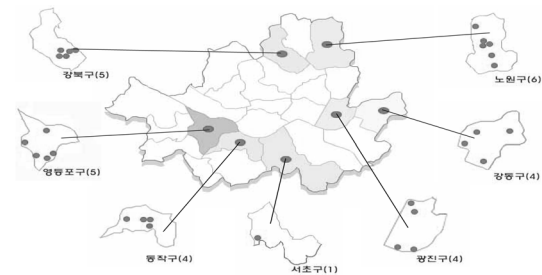 강북구(5)
노원구(6)
영등포구(5)
강동구(4)
동작구(4)
서초구(1)
광진구(4)